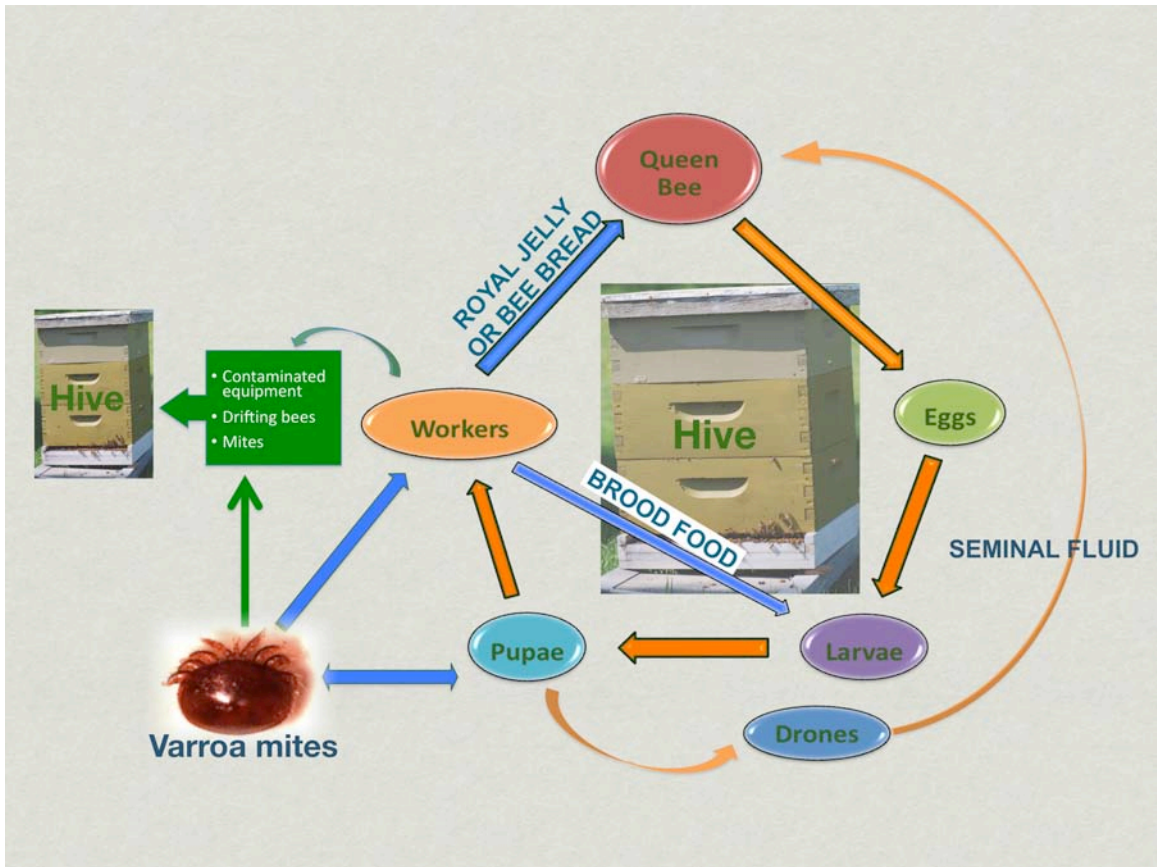 Queen
Bee
ROYAL JELLY
OR BEE BREAD
Hive
• Contaminated
equipment
• Drifting bees
• Mites
Workers
Hive
Eggs
BROOD FOOD
SEMINAL FLUID
Pupae
Larvae
Drones
Varroa mites